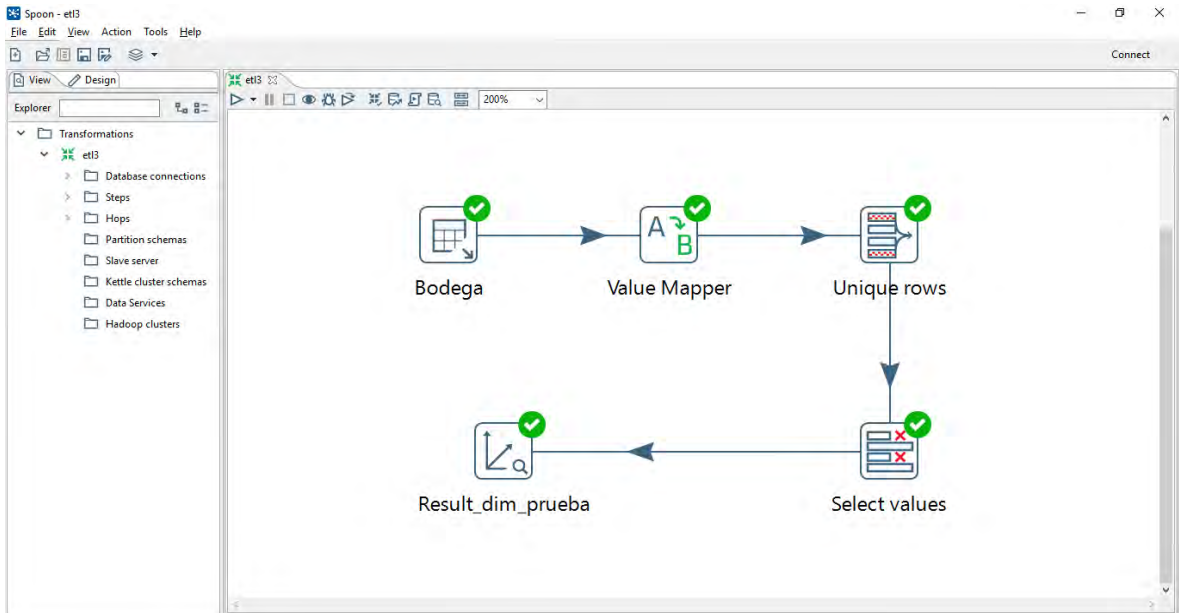 Spoon - etl3
File Edit View Action Tools Help
Connect
View Design
Explorer
Transformations
etl3
Database connections
Steps
Hops
Partition schemas
Slave server
Kettle cluster schemas
Data Services
Hadoop clusters
etl3
200%
A
B
Bodega
Value Mapper
Unique rows
Result_dim_prueba
Select values